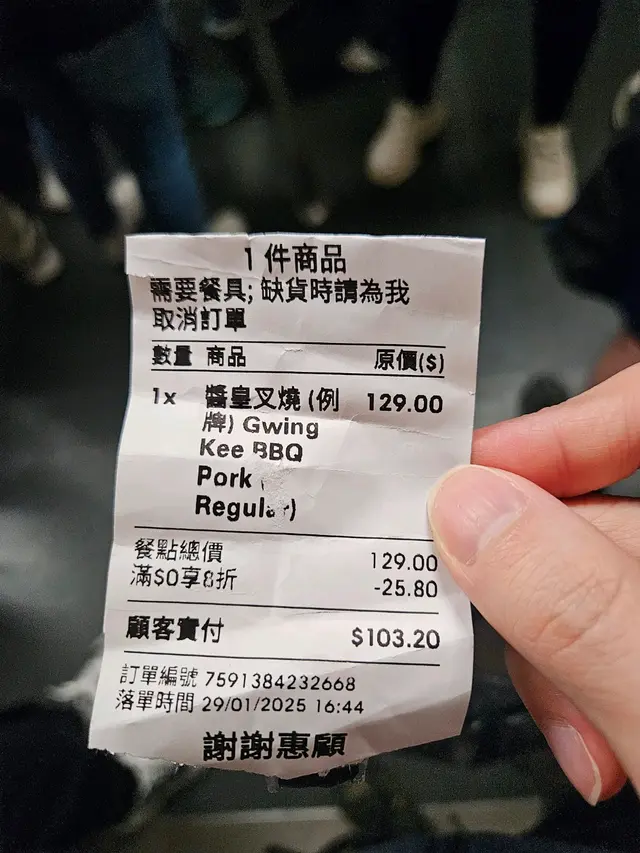 1 件商品
需要餐具; 缺貨時請為我
取消訂單
數量 商品 原價($)
1x 醬皇叉燒 (例 129.00
牌) Gwing
Kee BBQ
Pork (
Regular)
餐點總價 129.00
滿$0享8折 -25.80
顧客實付 $103.20
訂單編號 7591384232668
落單時間 29/01/2025 16:44
謝謝惠顧